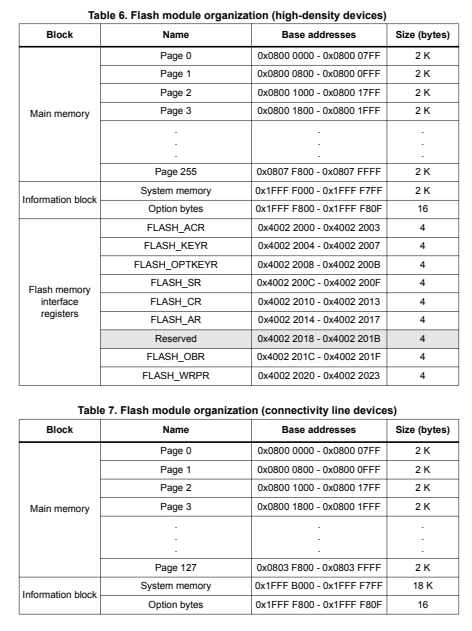 Table 6. Flash module organization (high-density devices)
Block Name Base addresses Size (bytes)
Main memory
Page 0 0x0800 0000 - 0x0800 07FF 2 K
Page 1 0x0800 0800 - 0x0800 0FFF 2 K
Page 2 0x0800 1000 - 0x0800 17FF 2 K
Page 3 0x0800 1800 - 0x0800 1FFF 2 K
. . .
. . .
. . .
Page 255 0x0807 F800 - 0x0807 FFFF 2 K
Information block
System memory 0x1FFF F000 - 0x1FFF F7FF 2 K
Option bytes 0x1FFF F800 - 0x1FFF F80F 16
Flash memory
interface
registers
FLASH_ACR 0x4002 2000 - 0x4002 2003 4
FLASH_KEYR 0x4002 2004 - 0x4002 2007 4
FLASH_OPTKEYR 0x4002 2008 - 0x4002 200B 4
FLASH_SR 0x4002 200C - 0x4002 200F 4
FLASH_CR 0x4002 2010 - 0x4002 2013 4
FLASH_AR 0x4002 2014 - 0x4002 2017 4
Reserved 0x4002 2018 - 0x4002 201B 4
FLASH_OBR 0x4002 201C - 0x4002 201F 4
FLASH_WRPR 0x4002 2020 - 0x4002 2023 4
Table 7. Flash module organization (connectivity line devices)
Block Name Base addresses Size (bytes)
Main memory
Page 0 0x0800 0000 - 0x0800 07FF 2 K
Page 1 0x0800 0800 - 0x0800 0FFF 2 K
Page 2 0x0800 1000 - 0x0800 17FF 2 K
Page 3 0x0800 1800 - 0x0800 1FFF 2 K
. . .
. . .
. . .
Page 127 0x0803 F800 - 0x0803 FFFF 2 K
Information block
System memory 0x1FFF B000 - 0x1FFF F7FF 18 K
Option bytes 0x1FFF F800 - 0x1FFF F80F 16